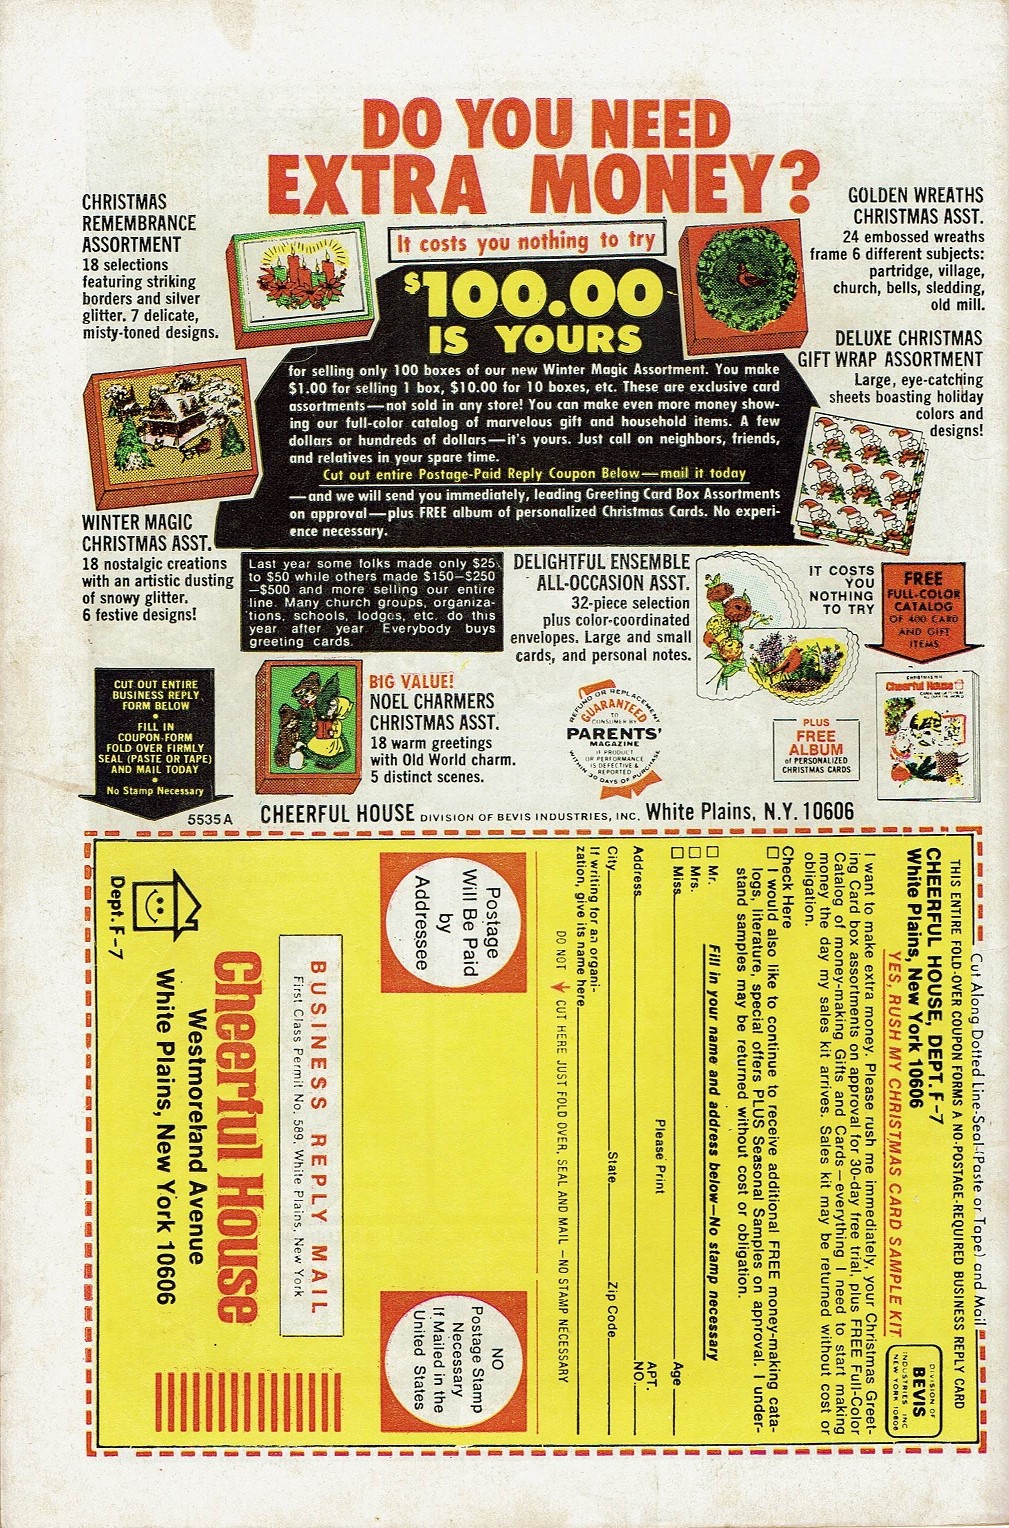 DO YOU NEED
EXTRA MONEY?
It costs you nothing to try
$100.00
IS YOURS
for selling only 100 boxes of our new Winter Magic Assortment. You make
$1.00 for selling 1 box, $10.00 for 10 boxes, etc. These are exclusive card
assortments—not sold in any store! You can make even more money show-
ing our full-color catalog of marvelous gift and household items. A few
dollars or hundreds of dollars—it's yours. Just call on neighbors, friends,
and relatives in your spare time.
Cut out entire Postage-Paid Reply Coupon Below—mail it today
—and we will send you immediately, leading Greeting Card Box Assortments
on approval—plus FREE album of personalized Christmas Cards. No experi-
ence necessary.
CHRISTMAS
REMEMBRANCE
ASSORTMENT
18 selections
featuring striking
borders and silver
glitter. 7 delicate,
misty-toned designs.
GOLDEN WREATHS
CHRISTMAS ASST.
24 embossed wreaths
frame 6 different subjects:
partridge, village,
church, bells, sledding,
old mill.
DELUXE CHRISTMAS
GIFT WRAP ASSORTMENT
Large, eye-catching
sheets boasting holiday
colors and
designs!
WINTER MAGIC
CHRISTMAS ASST.
18 nostalgic creations
with an artistic dusting
of snowy glitter.
6 festive designs!
Last year some folks made only $25
to $50 while others made $150—$250
—$500 and more selling our entire
line. Many church groups, organiza-
tions, schools, lodges, etc. do this
year after year. Everybody buys
greeting cards.
DELIGHTFUL ENSEMBLE
ALL-OCCASION ASST.
32-piece selection
plus color-coordinated
envelopes. Large and small
cards, and personal notes.
IT COSTS
YOU
NOTHING
TO TRY
FREE
FULL-COLOR
CATALOG
OF 400 CARD
AND GIFT
ITEMS
CUT OUT ENTIRE
BUSINESS REPLY
FORM BELOW
•
FILL IN
COUPON-FORM
FOLD OVER FIRMLY
SEAL (PASTE OR TAPE)
AND MAIL TODAY
•
No Stamp Necessary
BIG VALUE!
NOEL CHARMERS
CHRISTMAS ASST.
18 warm greetings
with Old World charm.
5 distinct scenes.
REFUND OR REPLACEMENT
GUARANTEED
TO
CONSUMER BY
PARENTS'
MAGAZINE
IF PRODUCT
OR PERFORMANCE
IS DEFECTIVE &
REPORTED
WITHIN 30 DAYS OF PURCHASE
PLUS
FREE
ALBUM
of PERSONALIZED
CHRISTMAS CARDS
Cheerful House
5535A
CHEERFUL HOUSE DIVISION OF BEVIS INDUSTRIES, INC. White Plains, N.Y. 10606
Cut Along Dotted Line-Seal-(Paste or Tape) and Mail
THIS ENTIRE FOLD-OVER COUPON FORMS A NO-POSTAGE-REQUIRED BUSINESS REPLY CARD
CHEERFUL HOUSE, DEPT. F-7
White Plains, New York 10606
DIVISION OF
BEVIS
INDUSTRIES INC
NEW YORK 10606
YES, RUSH MY CHRISTMAS CARD SAMPLE KIT
I want to make extra money. Please rush me immediately, your Christmas Greet-
ing Card box assortments on approval for 30-day free trial, plus FREE Full-Color
Catalog of money-making Gifts and Cards—everything I need to start making
money the day my sales kit arrives. Sales kit may be returned without cost or
obligation.
Check Here
I would also like to continue to receive additional FREE money-making cata-
logs, literature, special offers PLUS Seasonal Samples on approval. I under-
stand samples may be returned without cost or obligation.
Fill in your name and address below—No stamp necessary
Mr.
Mrs.
Miss Age
Please Print
Address APT. NO.
City State Zip Code
If writing for an organi-
zation, give its name here
DO NOT CUT HERE JUST FOLD OVER, SEAL AND MAIL —NO STAMP NECESSARY
Postage
Will Be Paid
by
Addressee
NO
Postage Stamp
Necessary
If Mailed in the
United States
BUSINESS REPLY MAIL
First Class Permit No. 589, White Plains, New York
Cheerful House
Westmoreland Avenue
White Plains, New York 10606
Dept. F-7